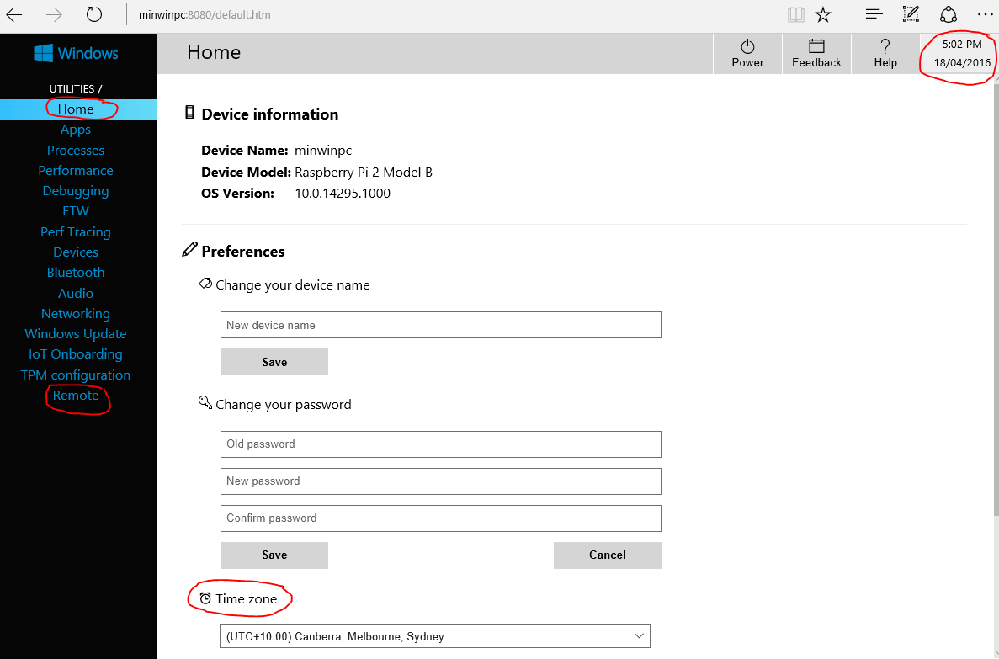 minwinpc:8080/default.htm
Windows
Home
Power
Feedback
Help
5:02 PM
18/04/2016
UTILITIES /
Home
Apps
Processes
Performance
Debugging
ETW
Perf Tracing
Devices
Bluetooth
Audio
Networking
Windows Update
IoT Onboarding
TPM configuration
Remote
Device information
Device Name: minwinpc
Device Model: Raspberry Pi 2 Model B
OS Version: 10.0.14295.1000
Preferences
Change your device name
New device name
Save
Change your password
Old password
New password
Confirm password
Save Cancel
Time zone
(UTC+10:00) Canberra, Melbourne, Sydney